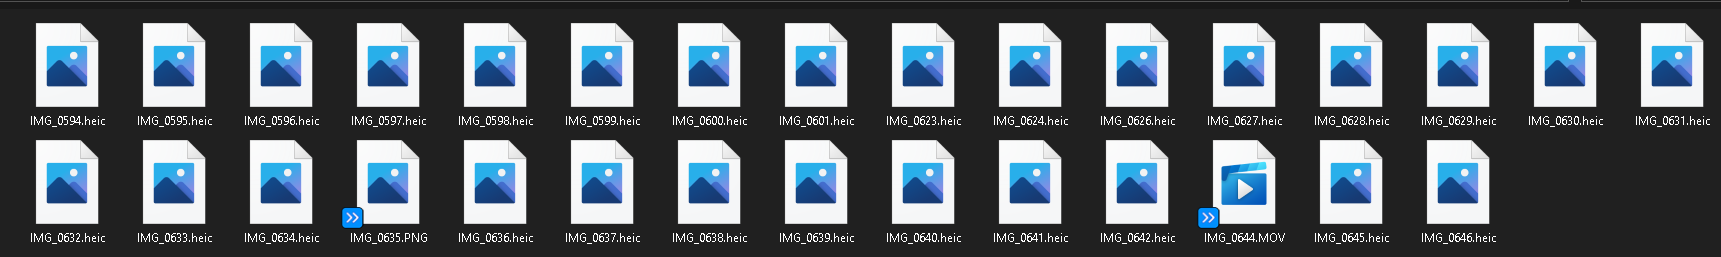 IMG_0594.heic IMG_0595.heic IMG_0596.heic IMG_0597.heic IMG_0598.heic IMG_0599.heic IMG_0600.heic IMG_0601.heic IMG_0623.heic IMG_0624.heic IMG_0626.heic IMG_0627.heic IMG_0628.heic IMG_0629.heic IMG_0630.heic IMG_0631.heic
IMG_0632.heic IMG_0633.heic IMG_0634.heic IMG_0635.PNG IMG_0636.heic IMG_0637.heic IMG_0638.heic IMG_0639.heic IMG_0640.heic IMG_0641.heic IMG_0642.heic IMG_0644.MOV IMG_0645.heic IMG_0646.heic